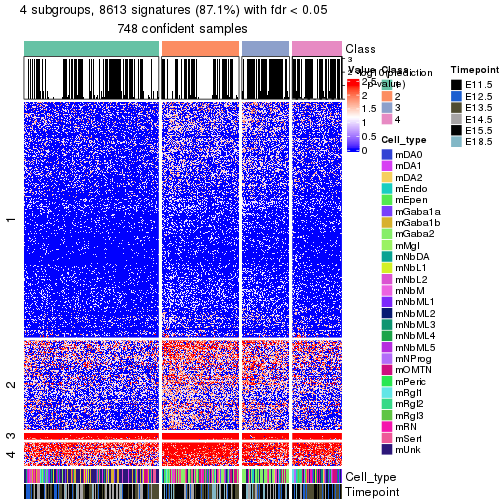 4 subgroups, 8613 signatures (87.1%) with fdr < 0.05
748 confident samples
Class
3
Value
2.5
2
1.5
1
0.5
0
Class
1
2
3
4
Timepoint
E11.5
E12.5
E13.5
E14.5
E15.5
E18.5
Cell_type
mDA0
mDA1
mDA2
mEndo
mEpen
mGaba1a
mGaba1b
mGaba2
mMgl
mNbDA
mNbL1
mNbL2
mNbM
mNbML1
mNbML2
mNbML3
mNbML4
mNbML5
mNProg
mOMTN
mPeric
mRgl1
mRgl2
mRgl3
mRN
mSert
mUnk
1
2
3
4
Cell_type
Timepoint